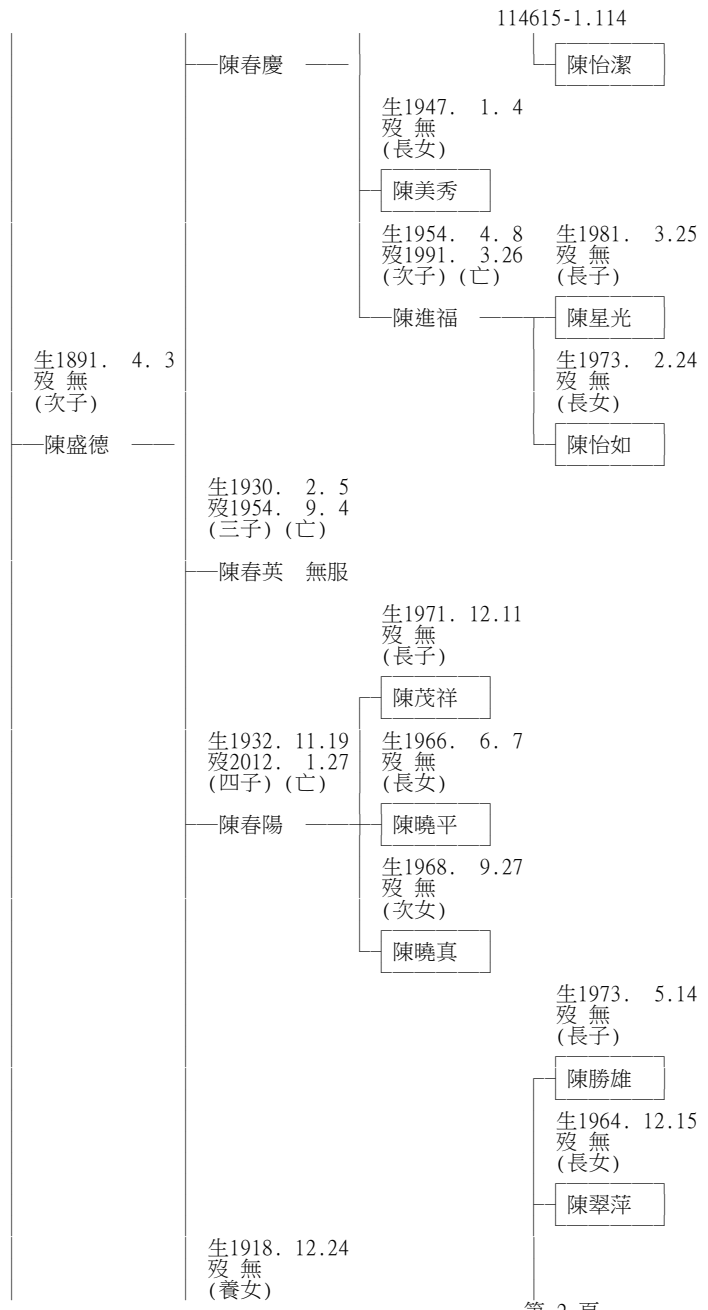 114615-1.114
陳春慶
陳怡潔
生1947. 1. 4
歿 無
(長女)
陳美秀
生1954. 4. 8 生1981. 3.25
歿1991. 3.26 歿 無
(次子)(亡) (長子)
陳進福 陳星光
生1891. 4. 3 生1973. 2.24
歿 無 歿 無
(次子) (長女)
陳盛德 陳怡如
生1930. 2. 5
歿1954. 9. 4
(三子)(亡)
陳春英 無服
生1971. 12.11
歿 無
(長子)
陳茂祥
生1932. 11.19 生1966. 6. 7
歿2012. 1.27 歿 無
(四子)(亡) (長女)
陳春陽 陳曉平
生1968. 9.27
歿 無
(次女)
陳曉真
生1973. 5.14
歿 無
(長子)
陳勝雄
生1964. 12.15
歿 無
(長女)
陳翠萍
生1918. 12.24
歿 無
(養女)
第 2 頁